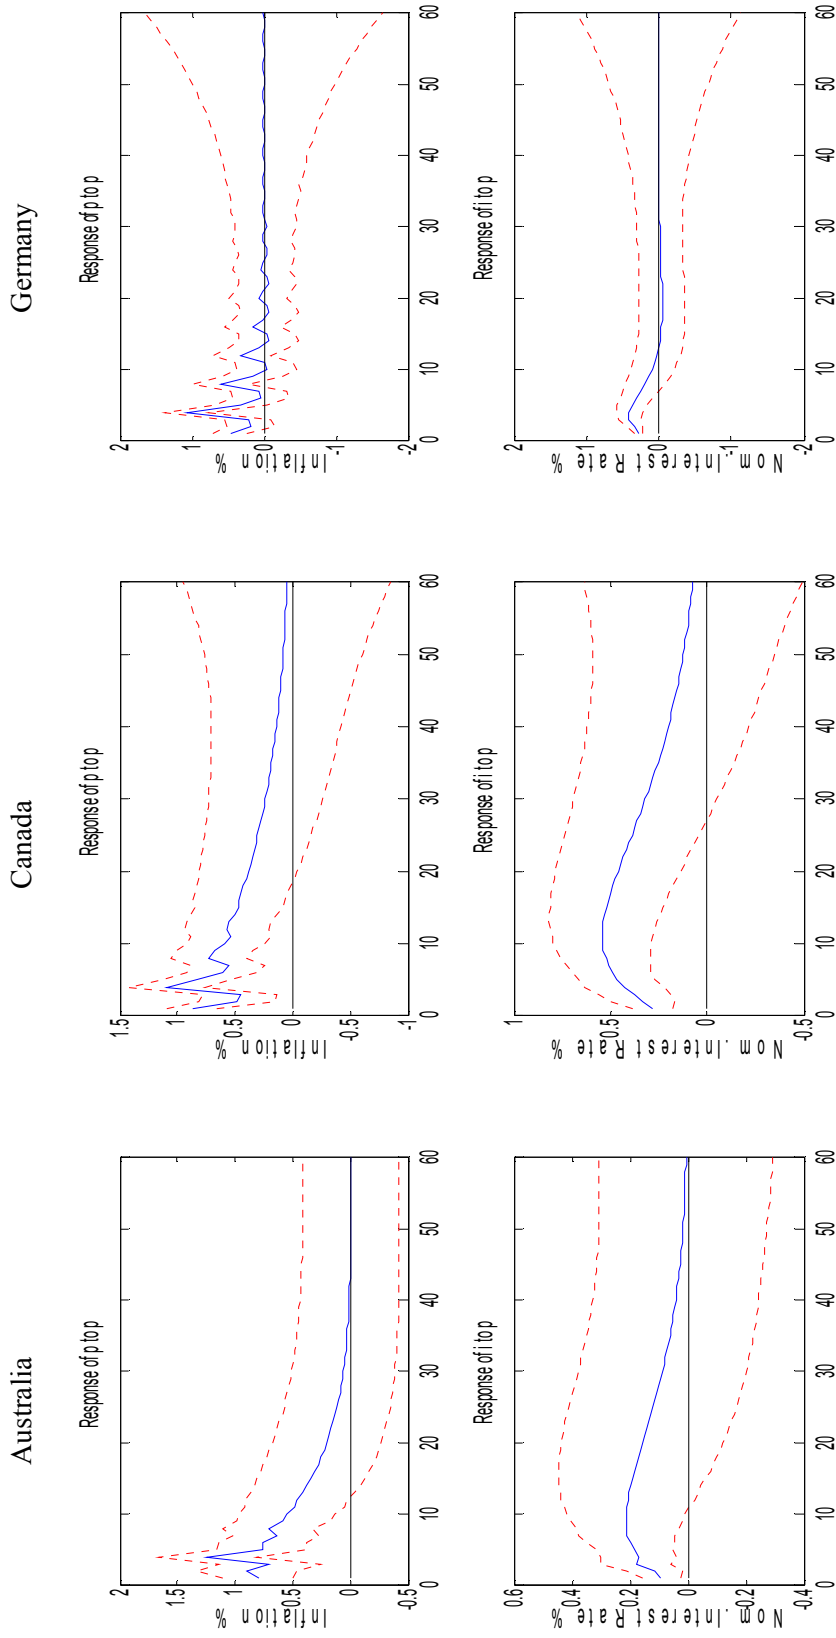 Australia
Canada
Germany
Response of p to p
Inflation %
2
1.5
1
0.5
0
-0.5
0 10 20 30 40 50 60
Response of p to p
Inflation %
1.5
1
0.5
0
-0.5
-1
0 10 20 30 40 50 60
Response of p to p
Inflation %
2
1
0
-1
-2
0 10 20 30 40 50 60
Response of i to p
Nom. Interest Rate %
0.6
0.4
0.2
0
-0.2
-0.4
0 10 20 30 40 50 60
Response of i to p
Nom. Interest Rate %
1
0.5
0
-0.5
0 10 20 30 40 50 60
Response of i to p
Nom. Interest Rate %
2
1
0
-1
-2
0 10 20 30 40 50 60